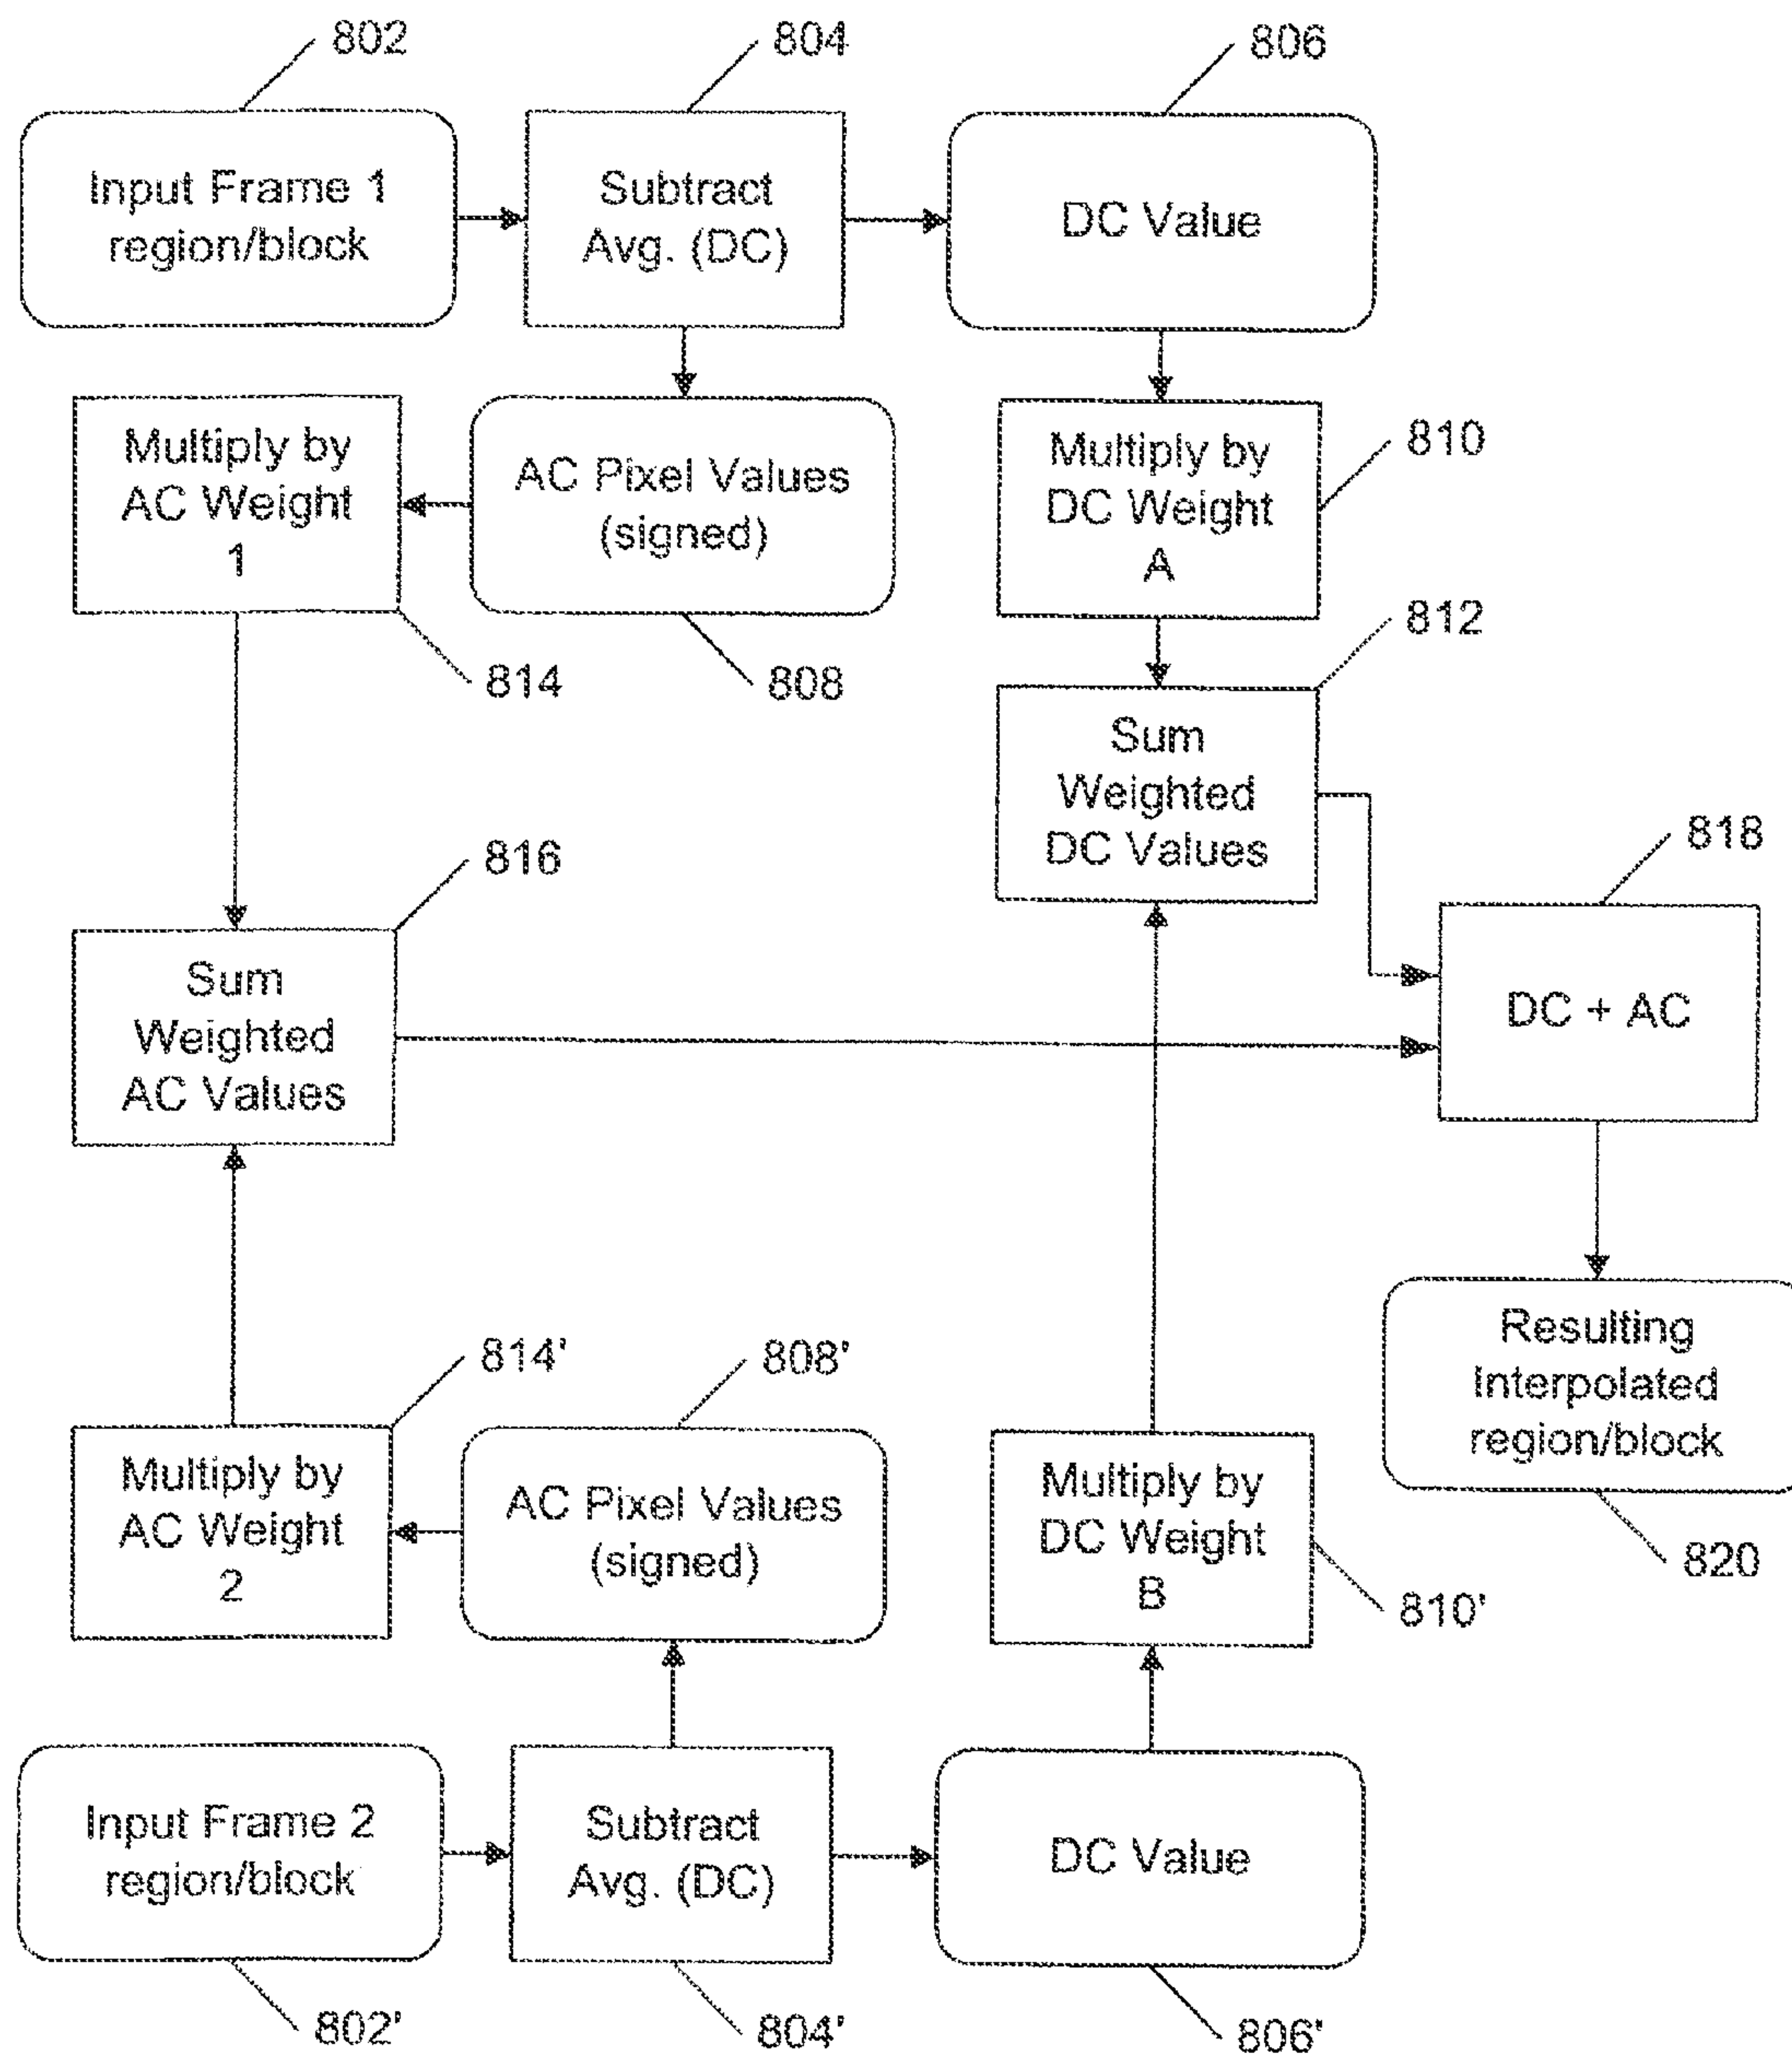 802
804
806
Input Frame 1
region/block
Subtract
Avg. (DC)
DC Value
Multiply by
AC Weight
1
AC Pixel Values
(signed)
Multiply by
DC Weight
A
810
814
808
812
Sum
Weighted
DC Values
816
818
Sum
Weighted
AC Values
DC + AC
814'
808'
Resulting
Interpolated
region/block
Multiply by
AC Weight
2
AC Pixel Values
(signed)
Multiply by
DC Weight
B
820
810'
Input Frame 2
region/block
Subtract
Avg. (DC)
DC Value
802'
804'
806'